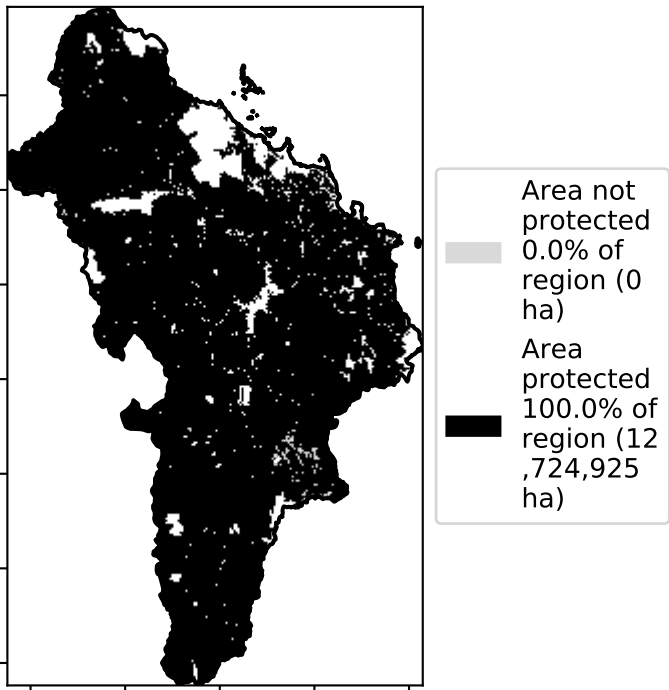 Area not
protected
0.0% of
region (0
ha)
Area
protected
100.0% of
region (12
,724,925
ha)